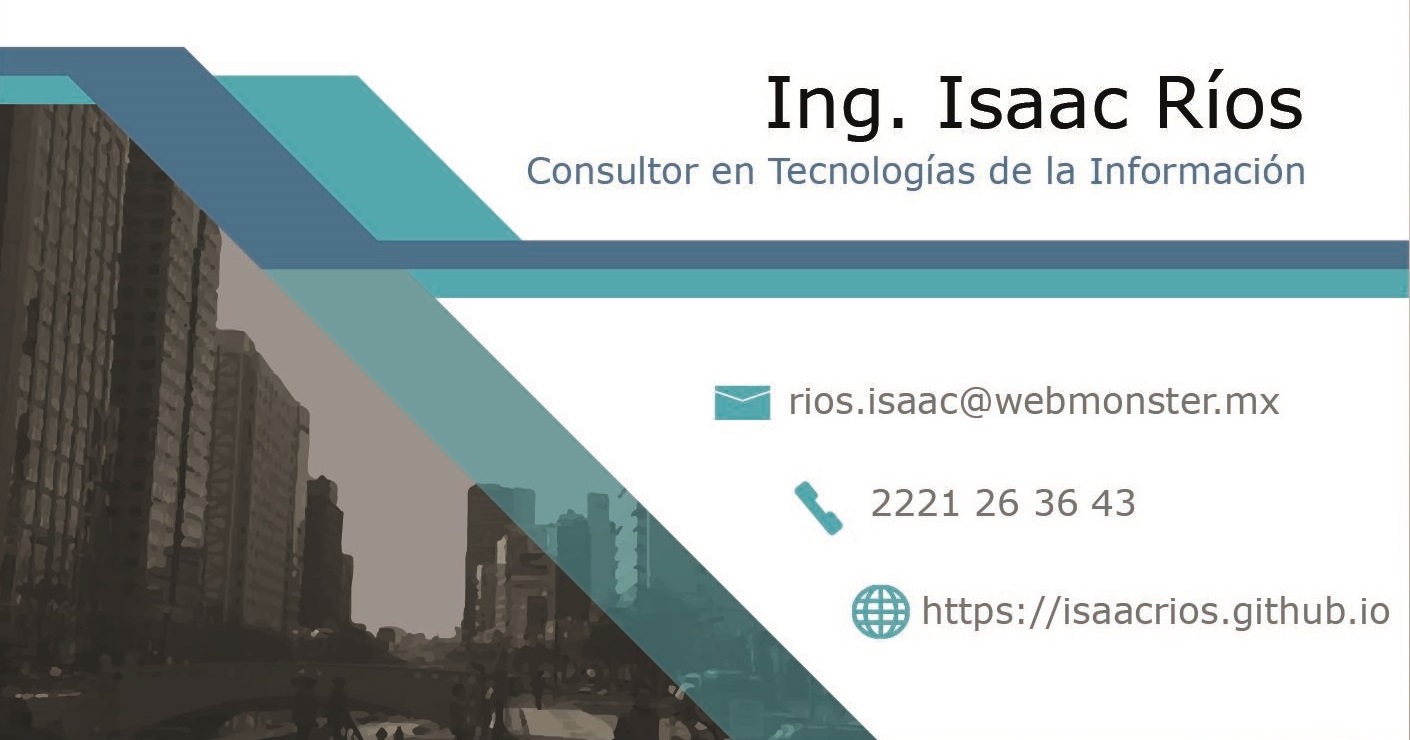 Ing. Isaac Ríos
Consultor en Tecnologías de la Información
rios.isaac@webmonster.mx
2221 26 36 43
https://isaacrios.github.io